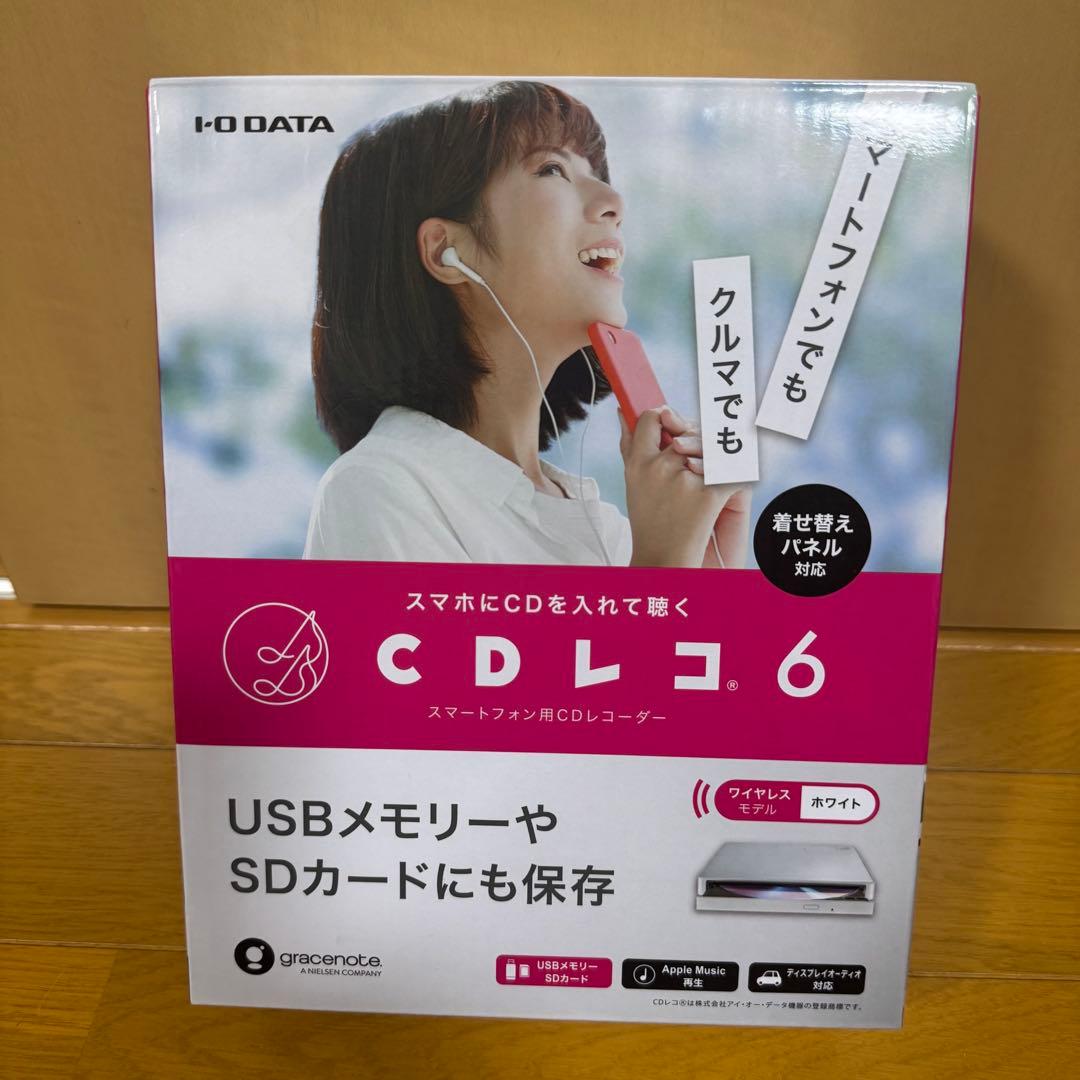 I-O DATA
マートフォンでも
クルマでも
着せ替え
パネル
対応
スマホにCDを入れて聴く
CDレコ® 6
スマートフォン用CDレコーダー
ワイヤレス
モデル
ホワイト
USBメモリーや
SDカードにも保存
gracenote.
A NIELSEN COMPANY
USBメモリー
SDカード
Apple Music
再生
ディスプレイオーディオ
対応
CDレコ®は株式会社アイ・オー・データ機器の登録商標です。